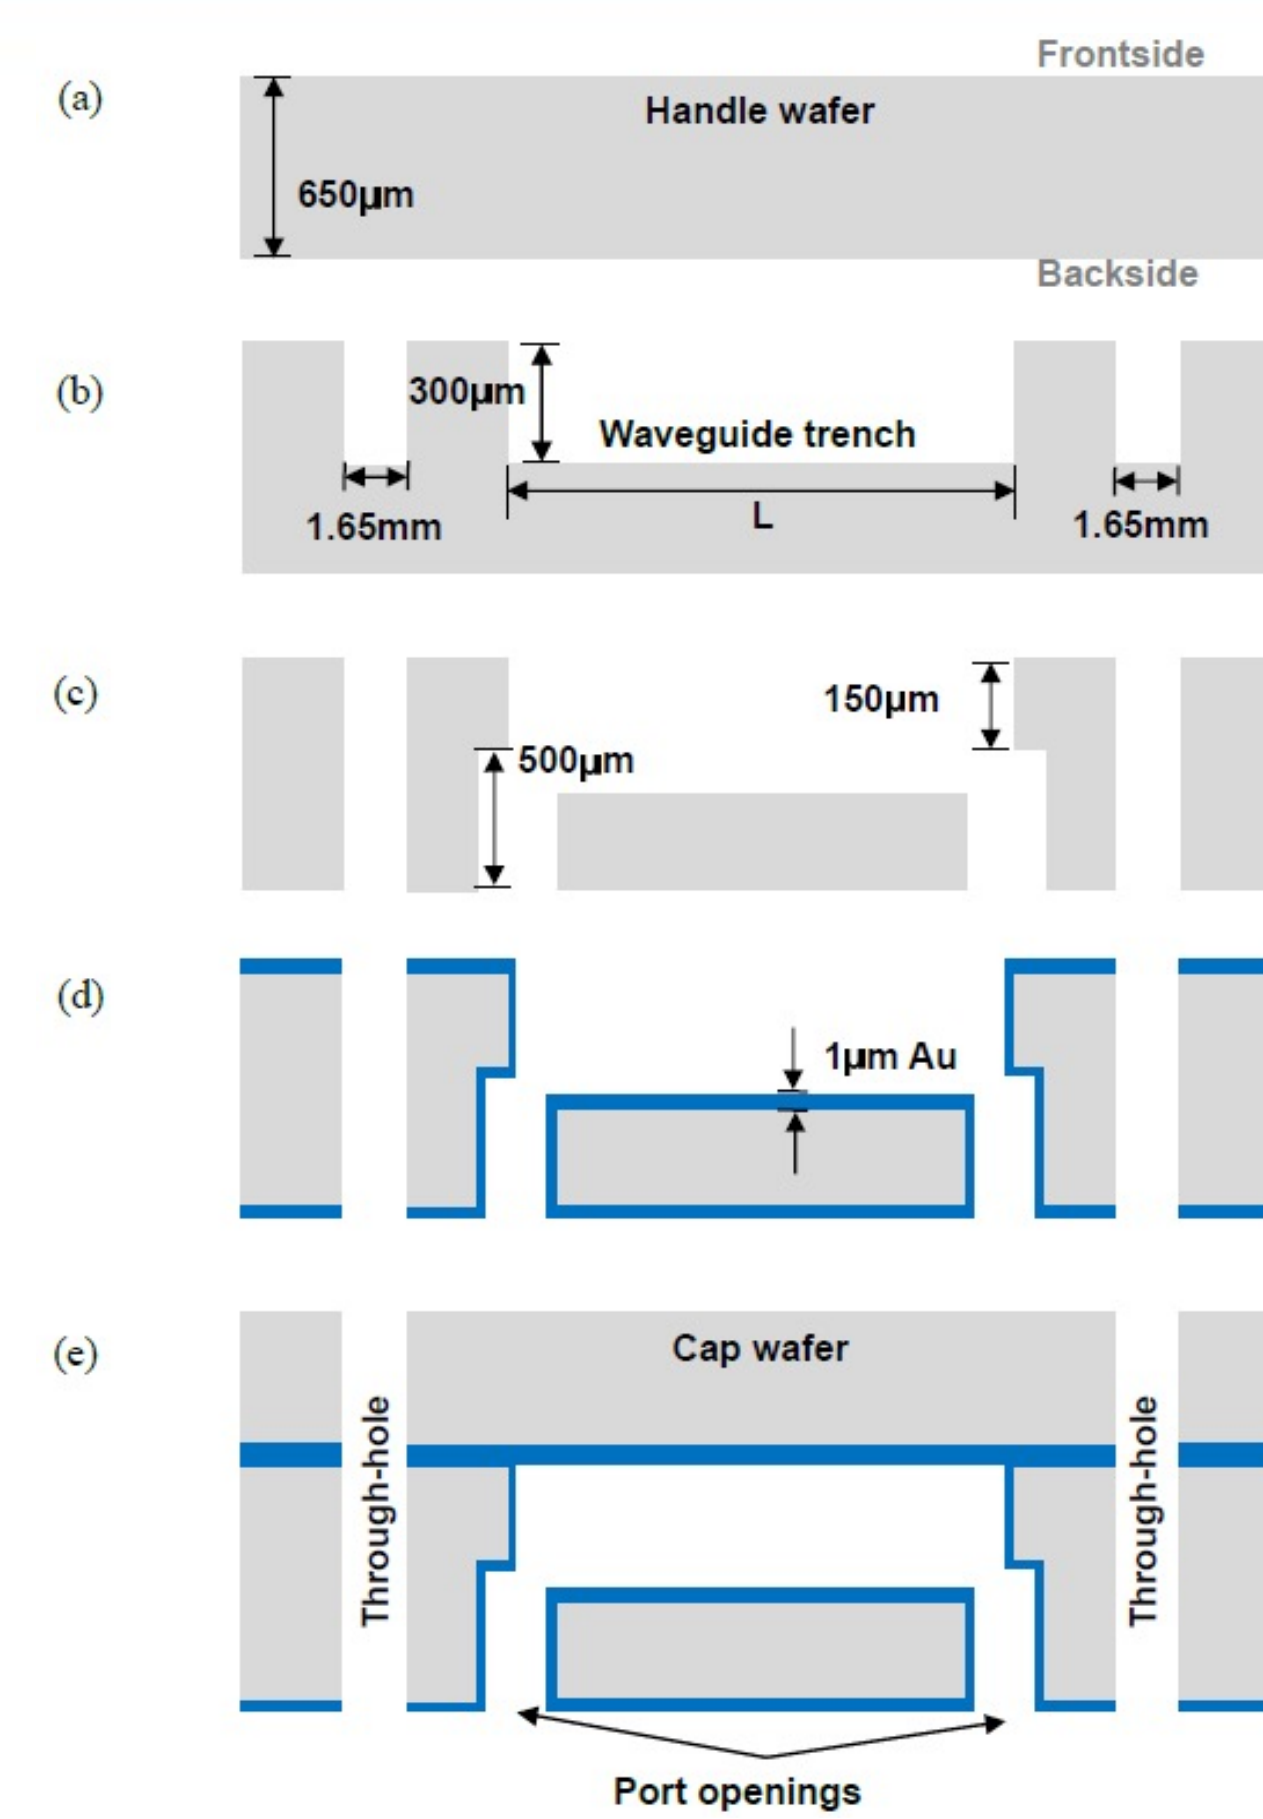 Frontside
(a)
Handle wafer
650µm
Backside
(b)
300µm
Waveguide trench
1.65mm
L
1.65mm
(c)
150µm
500µm
(d)
1µm Au
(e)
Cap wafer
Through-hole
Through-hole
Port openings